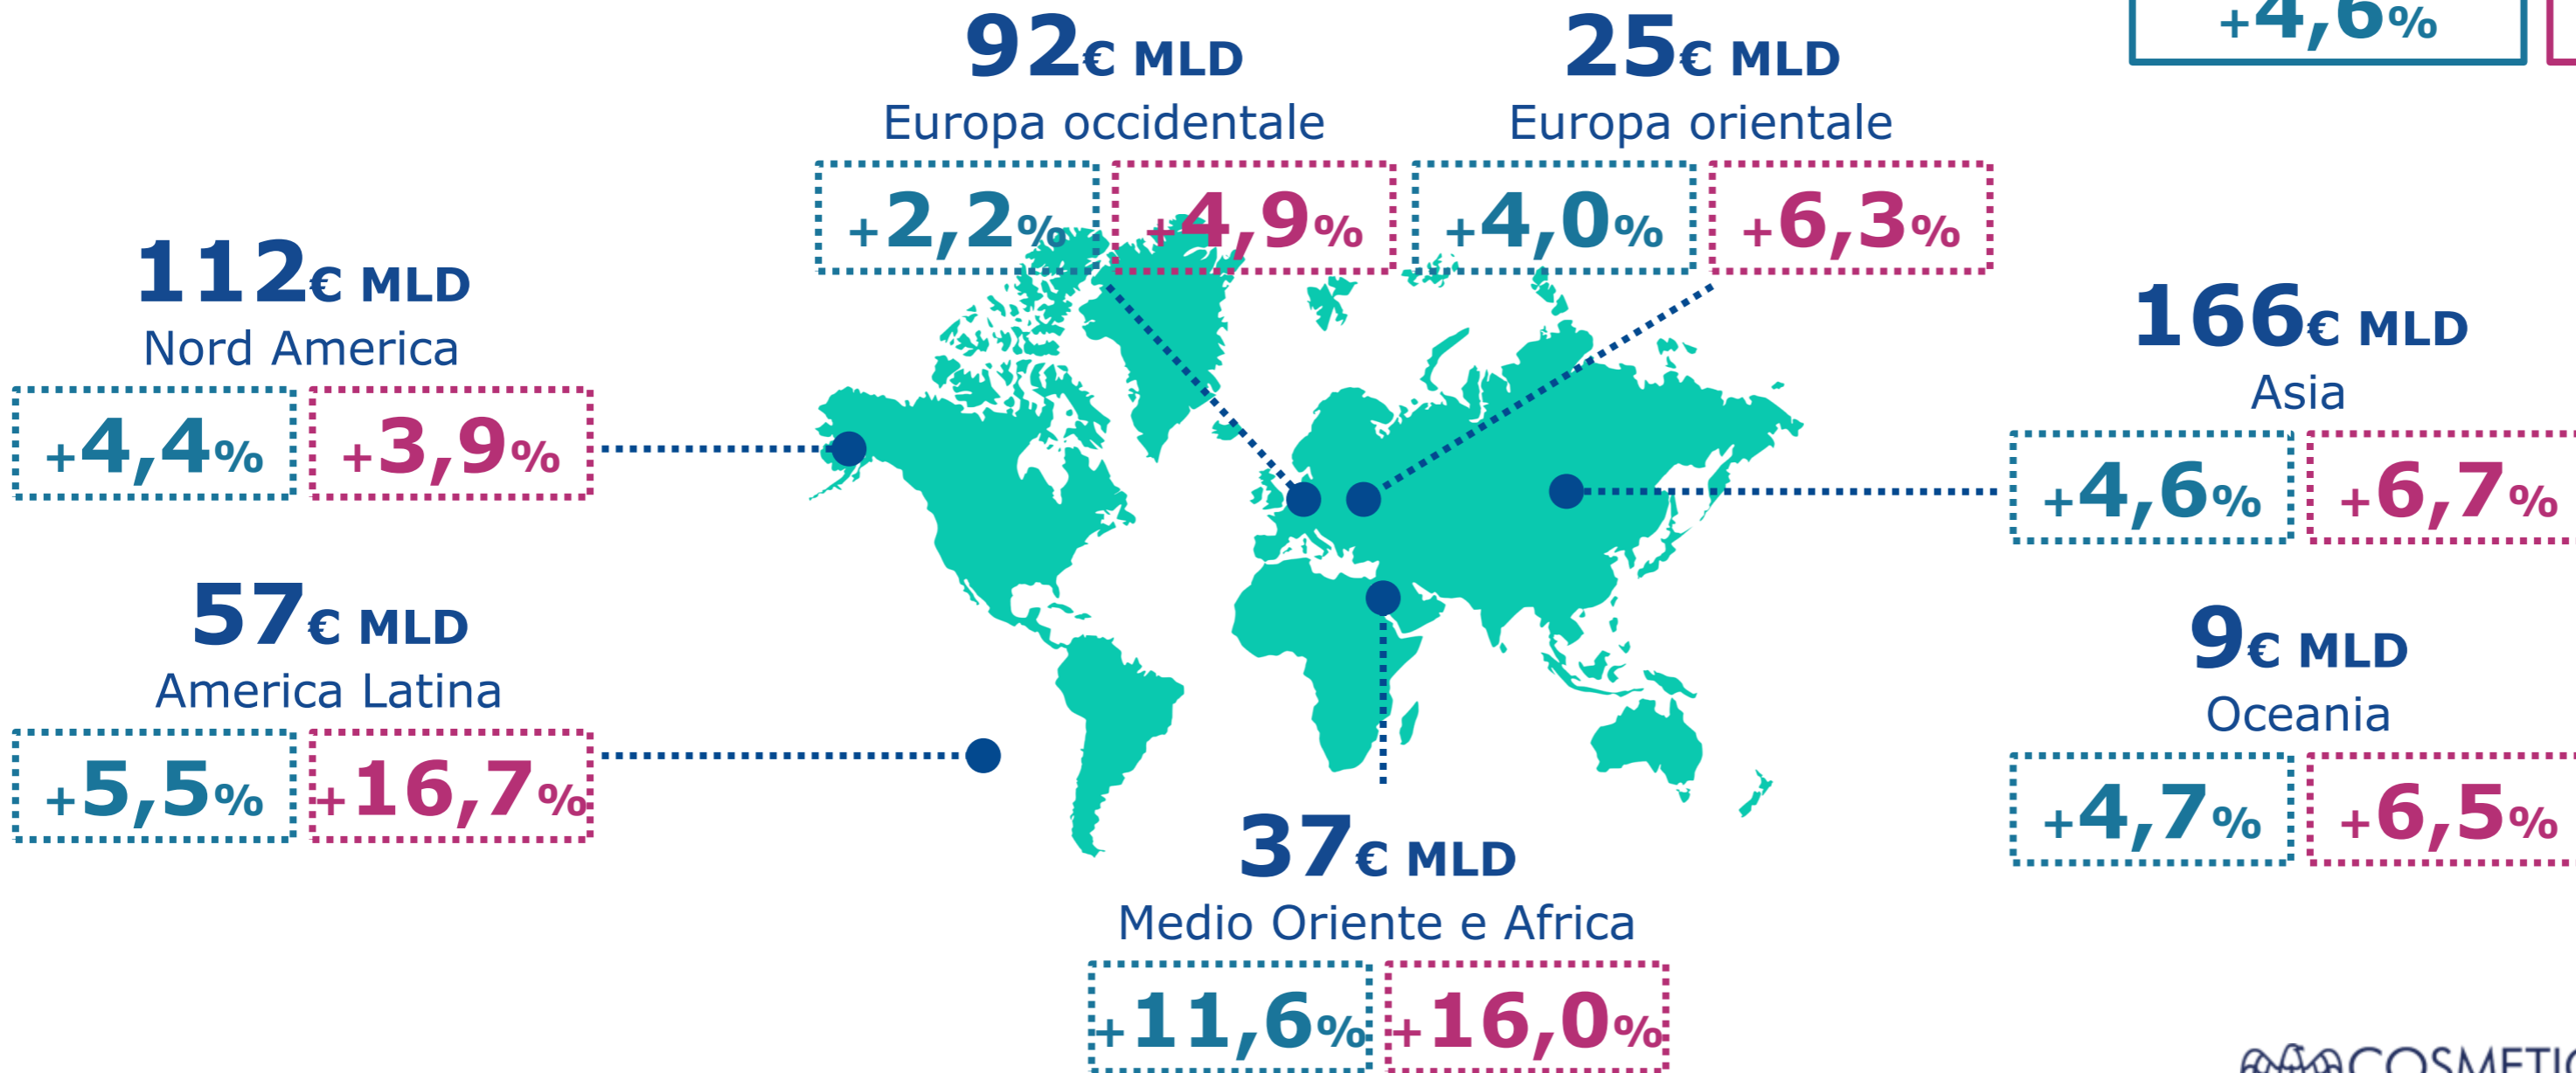 +4,6%
92€ MLD
Europa occidentale
+2,2% +4,9%
25€ MLD
Europa orientale
+4,0% +6,3%
112€ MLD
Nord America
+4,4% +3,9%
166€ MLD
Asia
+4,6% +6,7%
57€ MLD
America Latina
+5,5% +16,7%
9€ MLD
Oceania
+4,7% +6,5%
37€ MLD
Medio Oriente e Africa
+11,6% +16,0%